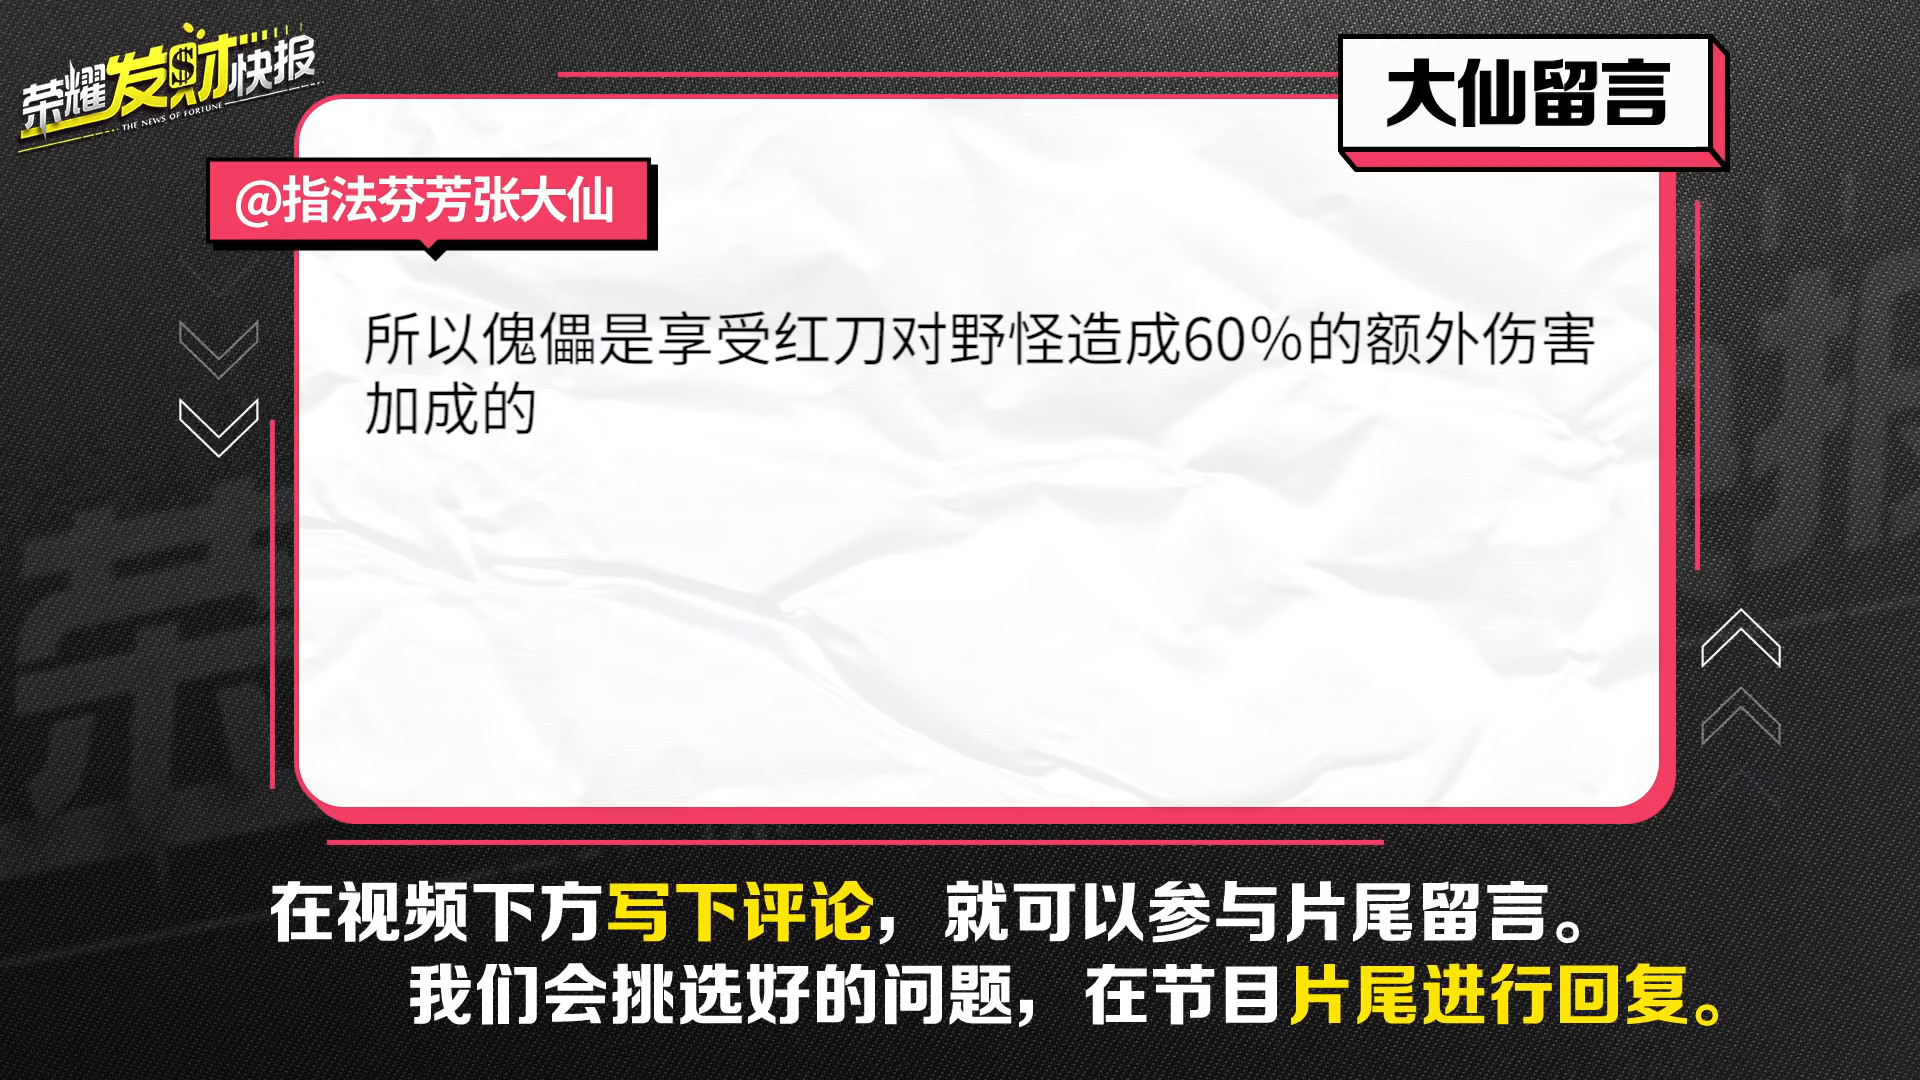 荣耀发财快报
THE NEWS OF FORTUNE
大仙留言
@指法芬芳张大仙
所以傀儡是享受红刀对野怪造成60%的额外伤害
加成的
在视频下方写下评论，就可以参与片尾留言。
我们会挑选好的问题，在节目片尾进行回复。